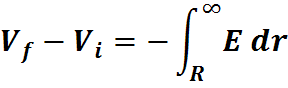 V_f − V_i = − ∫_R^∞ E dr